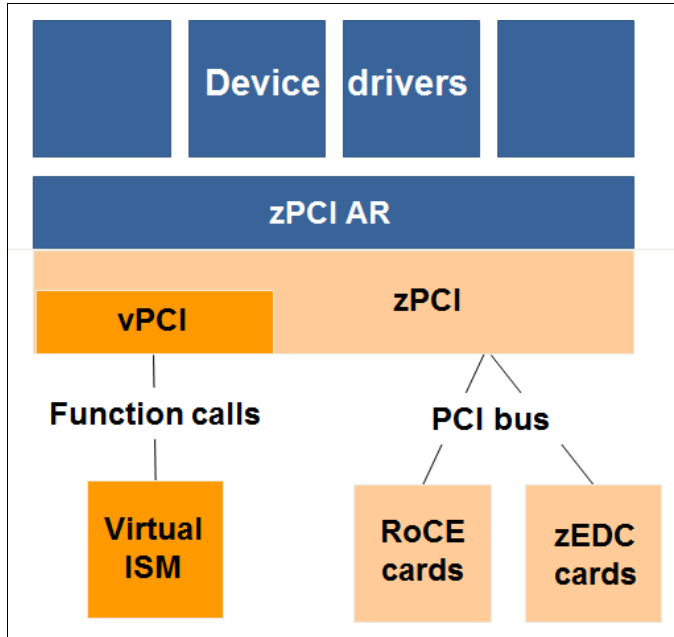 Device drivers
zPCI AR
vPCI
zPCI
Function calls
PCI bus
Virtual
ISM
RoCE
cards
zEDC
cards